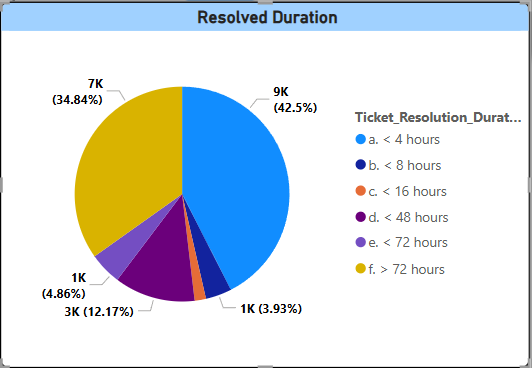 Resolved Duration
7K
(34.84%)
9K
(42.5%)
1K
(4.86%)
3K (12.17%)
1K (3.93%)
Ticket_Resolution_Durat...
a. < 4 hours
b. < 8 hours
c. < 16 hours
d. < 48 hours
e. < 72 hours
f. > 72 hours